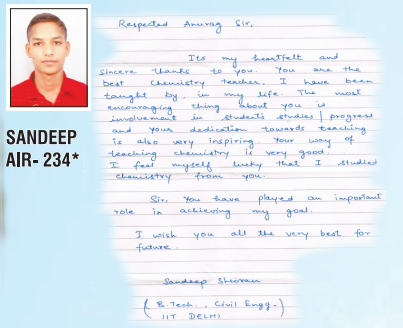 Respected Anurag Sir,
Its my heartfelt and
sincere thanks to you. You are the
best chemistry teacher, I have been
taught by, in my life. The most
encouraging thing about you is
involvement in students studies / progress
and your dedication towards teaching
is also very inspiring Your way of
teaching chemistry is very good.
I feel myself lucky that I studied
chemistry from you.
Sir, You have played an important
role in achieving my goal.
I wish you all the very best for
future.
Sandeep Sheoran
(B.Tech., Civil Engg.)
IIT DELHI
SANDEEP
AIR- 234*